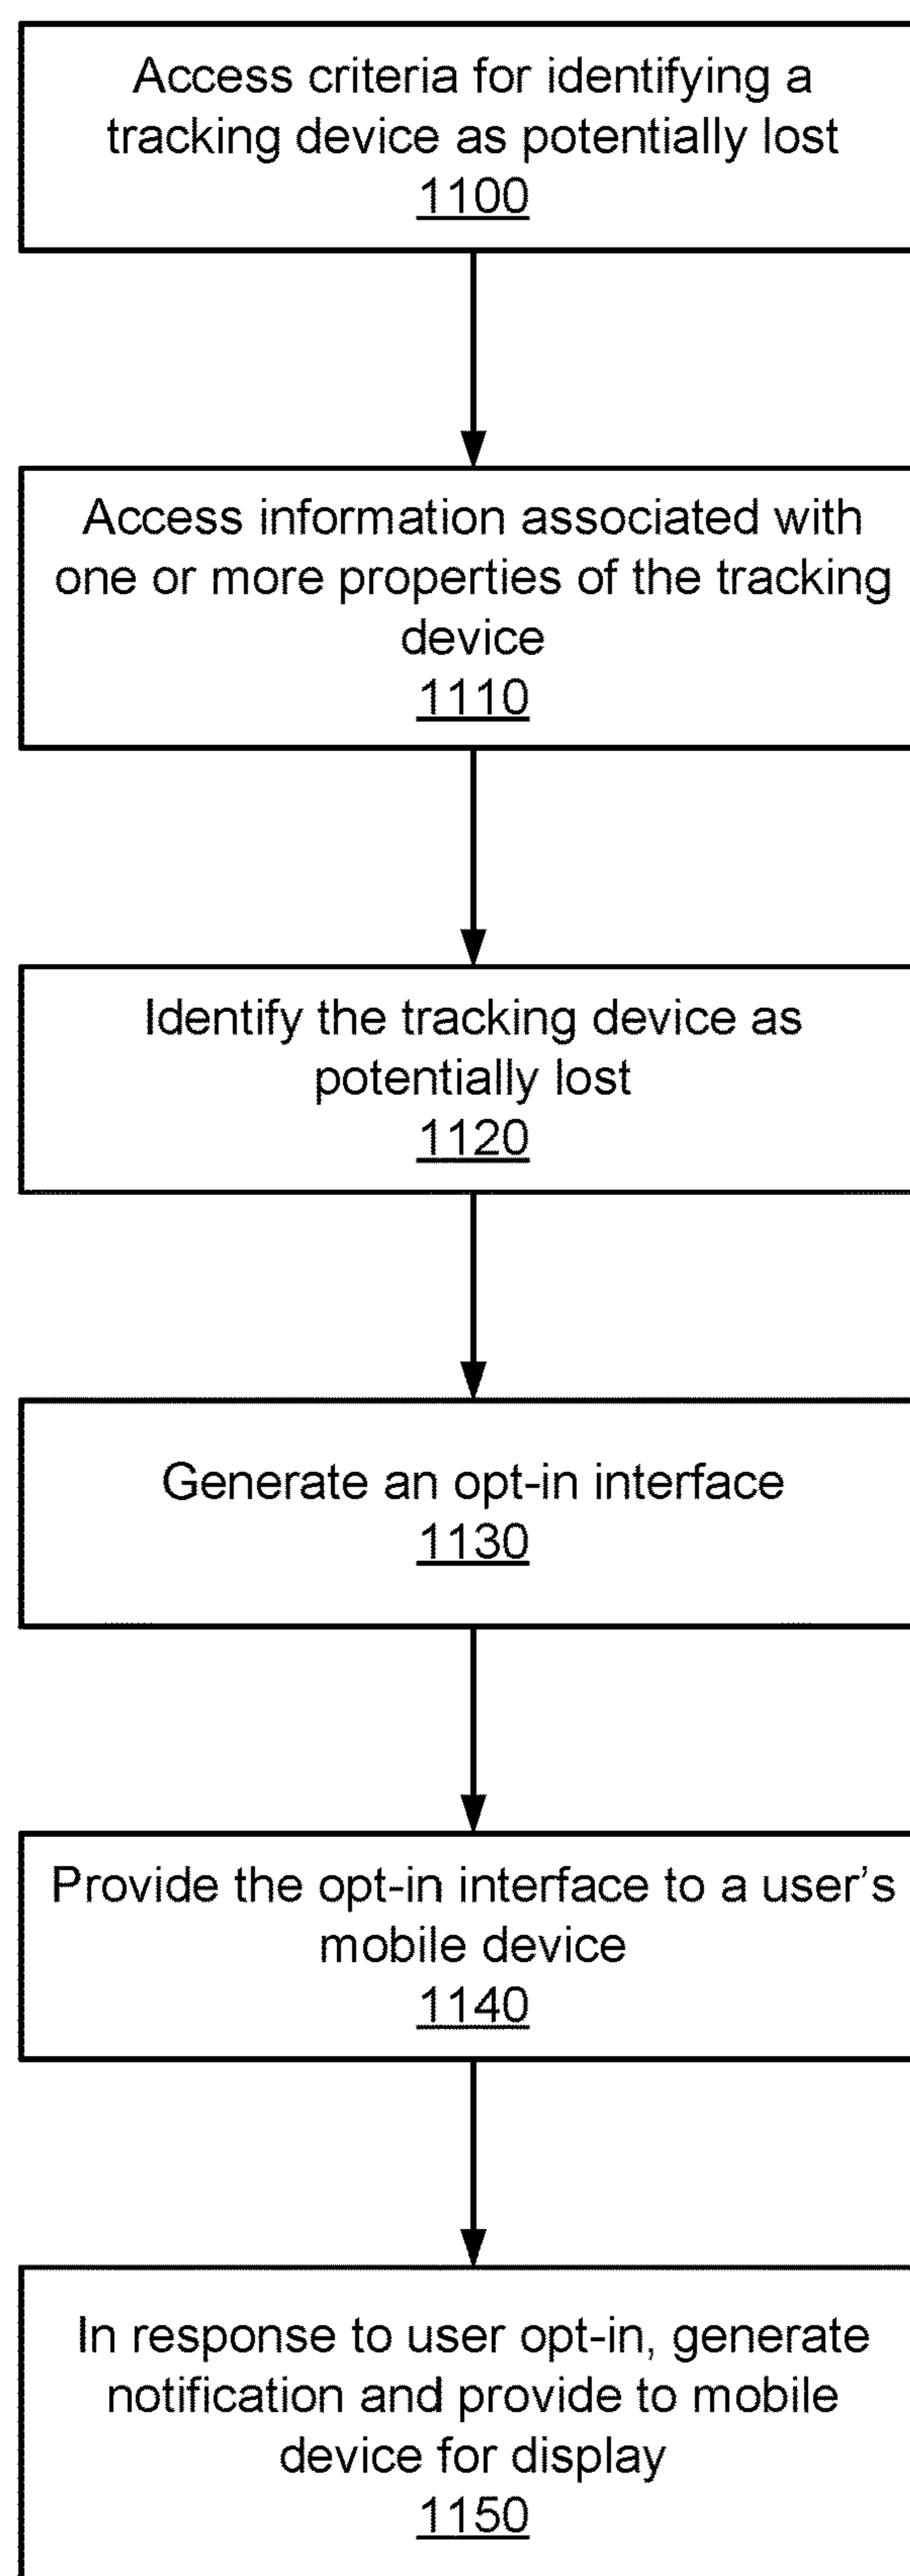 Access criteria for identifying a
tracking device as potentially lost
1100
Access information associated with
one or more properties of the tracking
device
1110
Identify the tracking device as
potentially lost
1120
Generate an opt-in interface
1130
Provide the opt-in interface to a user's
mobile device
1140
In response to user opt-in, generate
notification and provide to mobile
device for display
1150